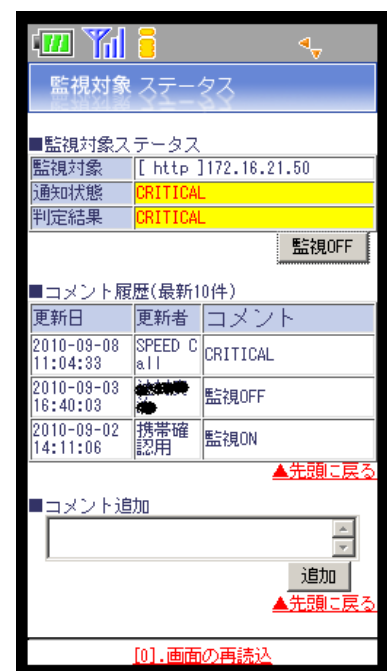 監視対象 ステータス
■監視対象ステータス
監視対象 [ http ]172.16.21.50
通知状態 CRITICAL
判定結果 CRITICAL
監視OFF
■コメント履歴(最新10件)
更新日 更新者 コメント
2010-09-08 SPEED C CRITICAL
11:04:33 all
2010-09-03 監視OFF
16:40:03
2010-09-02 携帯確 監視ON
14:11:06 認用
▲先頭に戻る
■コメント追加
追加
▲先頭に戻る
[0].画面の再読込